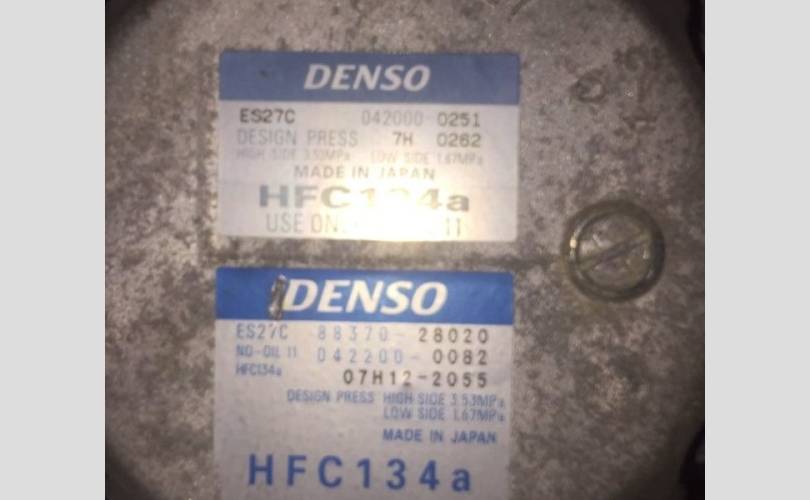 DENSO
ES27C 042000-0251
DESIGN PRESS 7H 0262
HIGH SIDE 3.53MPa LOW SIDE 1.67MPa
MADE IN JAPAN
HFC134a
USE 11
DENSO
ES27C 88370-28020
ND-OIL 11 042200-0082
HFC134a 07H12-2055
DESIGN PRESS HIGH SIDE 3.53MPa
LOW SIDE 1.67MPa
MADE IN JAPAN
HFC134a